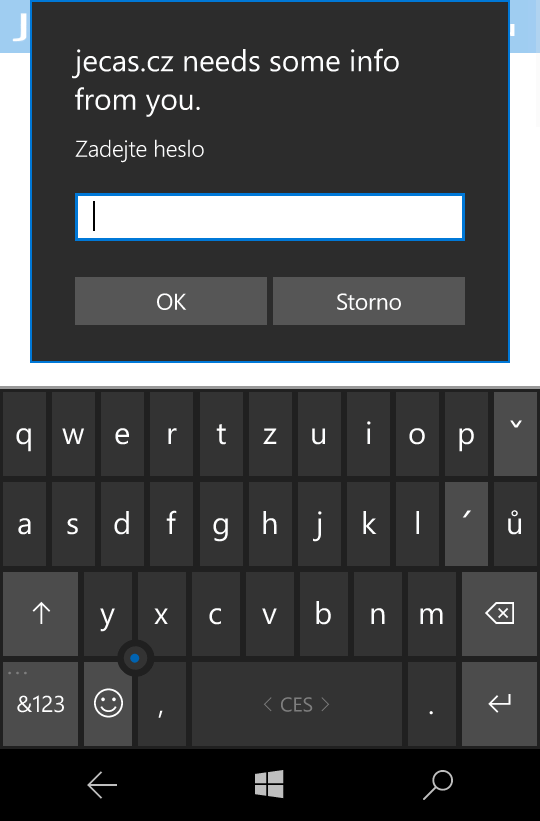 J
jecas.cz needs some info
from you.
Zadejte heslo
OK Storno
q w e r t z u i o p ˇ
a s d f g h j k l ´ ů
y x c v b n m
&123 , < CES > .